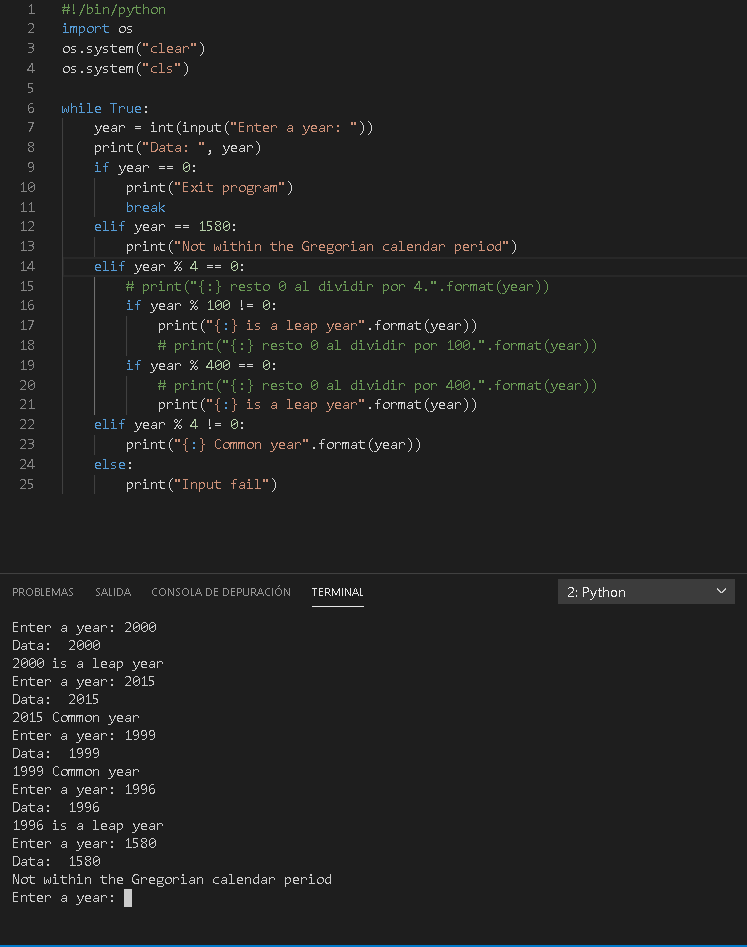 1 #!/bin/python
2 import os
3 os.system("clear")
4 os.system("cls")
5
6 while True:
7     year = int(input("Enter a year: "))
8     print("Data: ", year)
9     if year == 0:
10         print("Exit program")
11         break
12     elif year == 1580:
13         print("Not within the Gregorian calendar period")
14     elif year % 4 == 0:
15         # print("{:} resto 0 al dividir por 4.".format(year))
16         if year % 100 != 0:
17             print("{:} is a leap year".format(year))
18             # print("{:} resto 0 al dividir por 100.".format(year))
19         if year % 400 == 0:
20             # print("{:} resto 0 al dividir por 400.".format(year))
21             print("{:} is a leap year".format(year))
22     elif year % 4 != 0:
23         print("{:} Common year".format(year))
24     else:
25         print("Input fail")
PROBLEMAS SALIDA CONSOLA DE DEPURACIÓN TERMINAL 2: Python
Enter a year: 2000
Data:  2000
2000 is a leap year
Enter a year: 2015
Data:  2015
2015 Common year
Enter a year: 1999
Data:  1999
1999 Common year
Enter a year: 1996
Data:  1996
1996 is a leap year
Enter a year: 1580
Data:  1580
Not within the Gregorian calendar period
Enter a year: